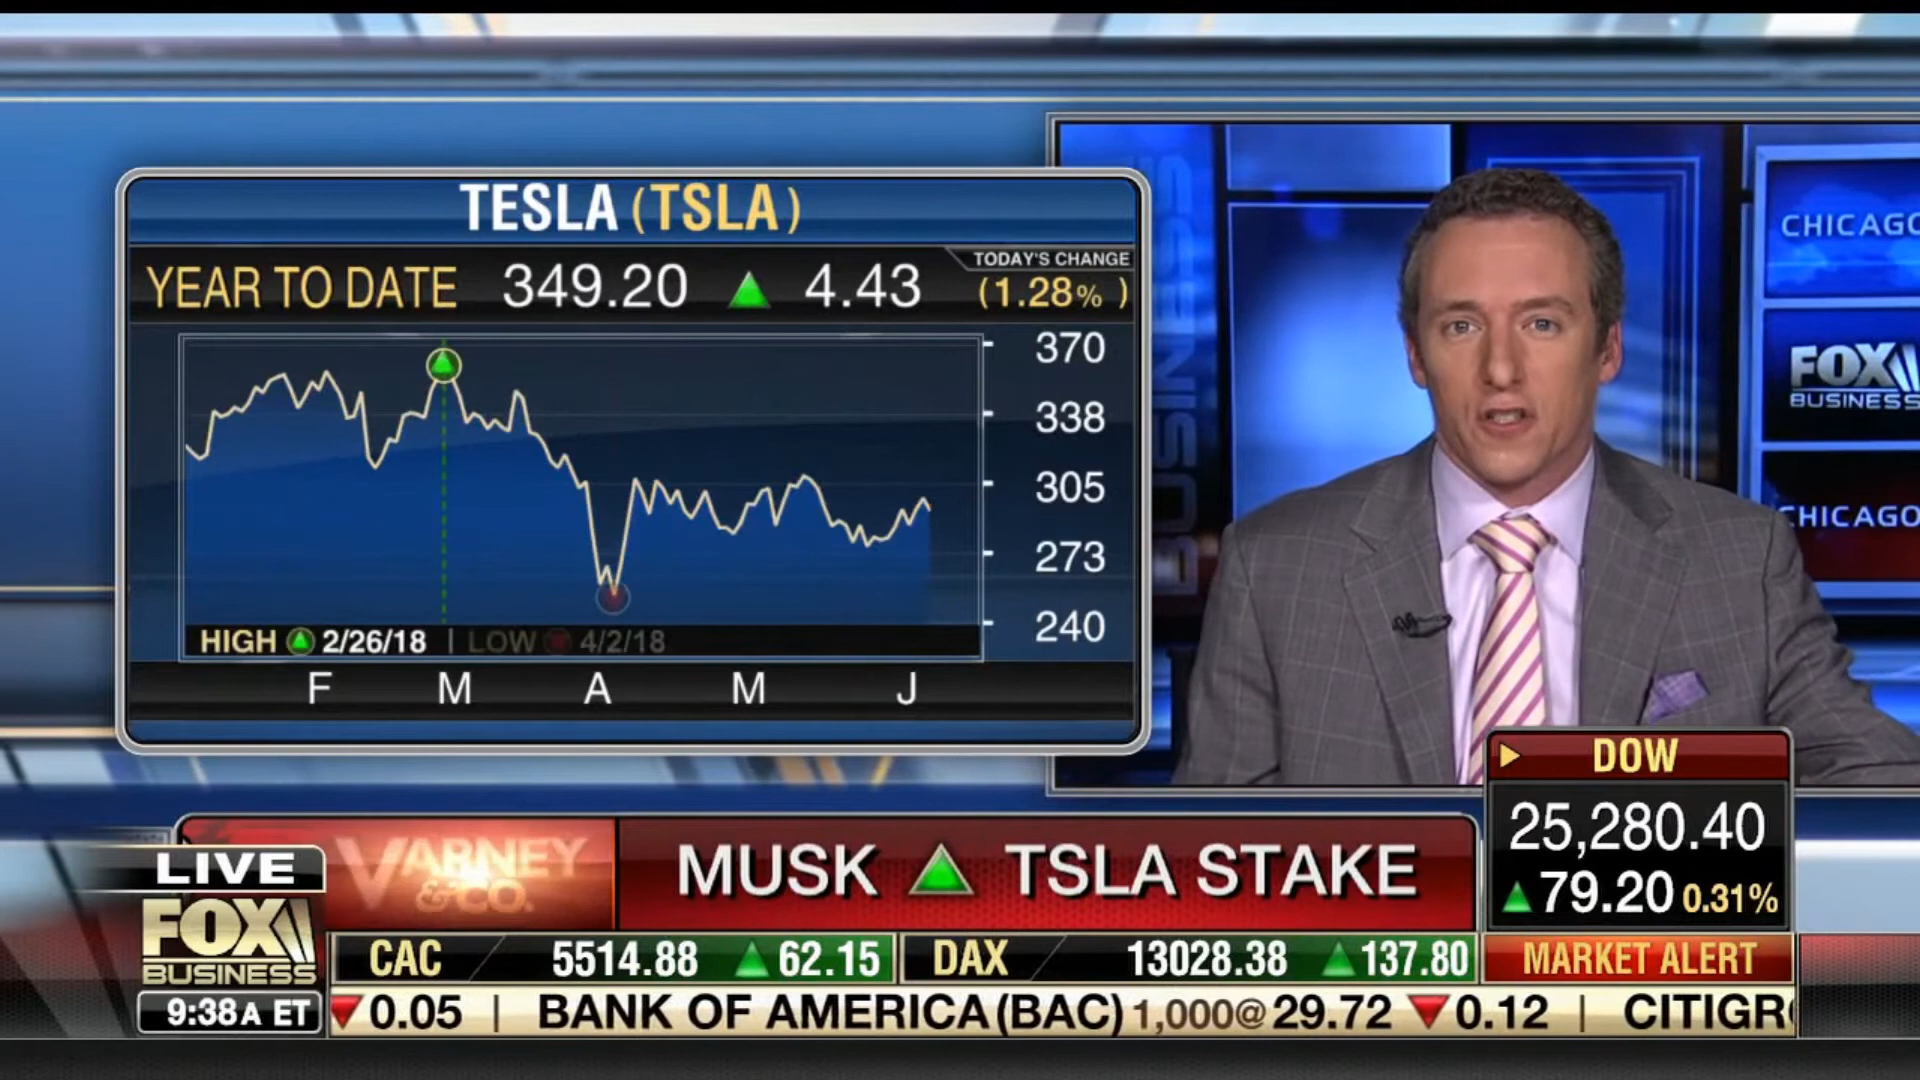 TESLA (TSLA)
YEAR TO DATE 349.20 ▲ 4.43 TODAY'S CHANGE (1.28% )
370
338
305
273
240
HIGH ▲ 2/26/18 | LOW 4/2/18
F M A M J
BUSINESS
CHICAGO
FOX
BUSINESS
CHICAGO
DOW
25,280.40
▲ 79.20 0.31%
MARKET ALERT
VARNEY
& CO.
MUSK ▲ TSLA STAKE
LIVE
FOX
BUSINESS
9:38A ET
CAC 5514.88 ▲ 62.15 DAX 13028.38 ▲ 137.80
▼ 0.05 | BANK OF AMERICA (BAC) 1,000@29.72 ▼ 0.12 | CITIGR